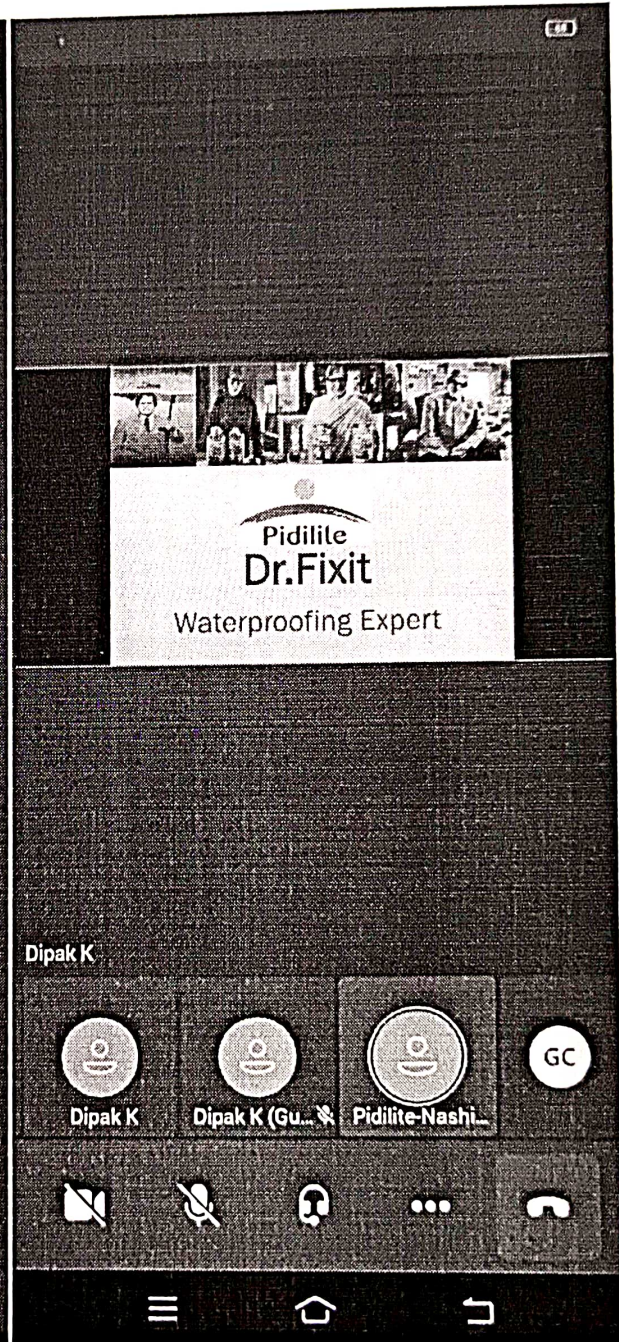 Pidilite
Dr.Fixit
Waterproofing Expert
Dipak K
Dipak K
Dipak K (Gu...
Pidilite-Nashi...
GC